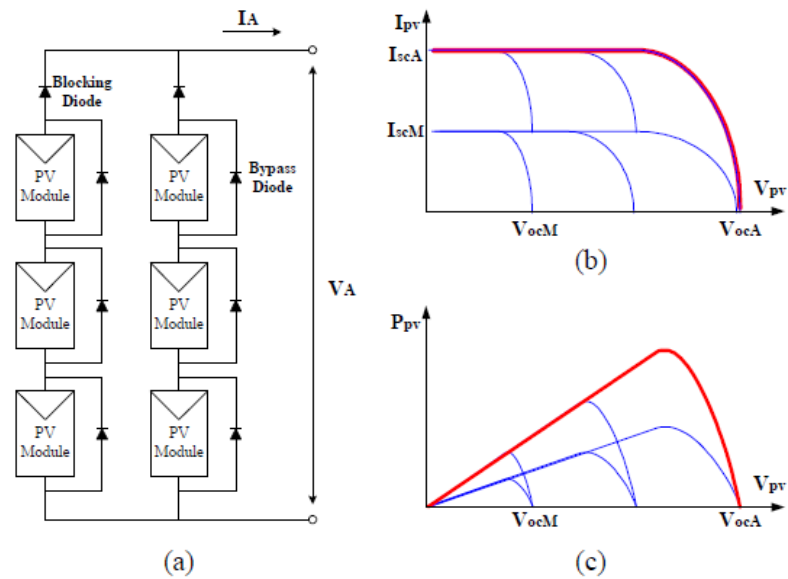 IA
Blocking
Diode
PV
Module
PV
Module
Bypass
Diode
PV
Module
PV
Module
VA
PV
Module
PV
Module
(a)
Ipv
IscA
IscM
Vpv
VocM
VocA
(b)
Ppv
Vpv
VocM
VocA
(c)